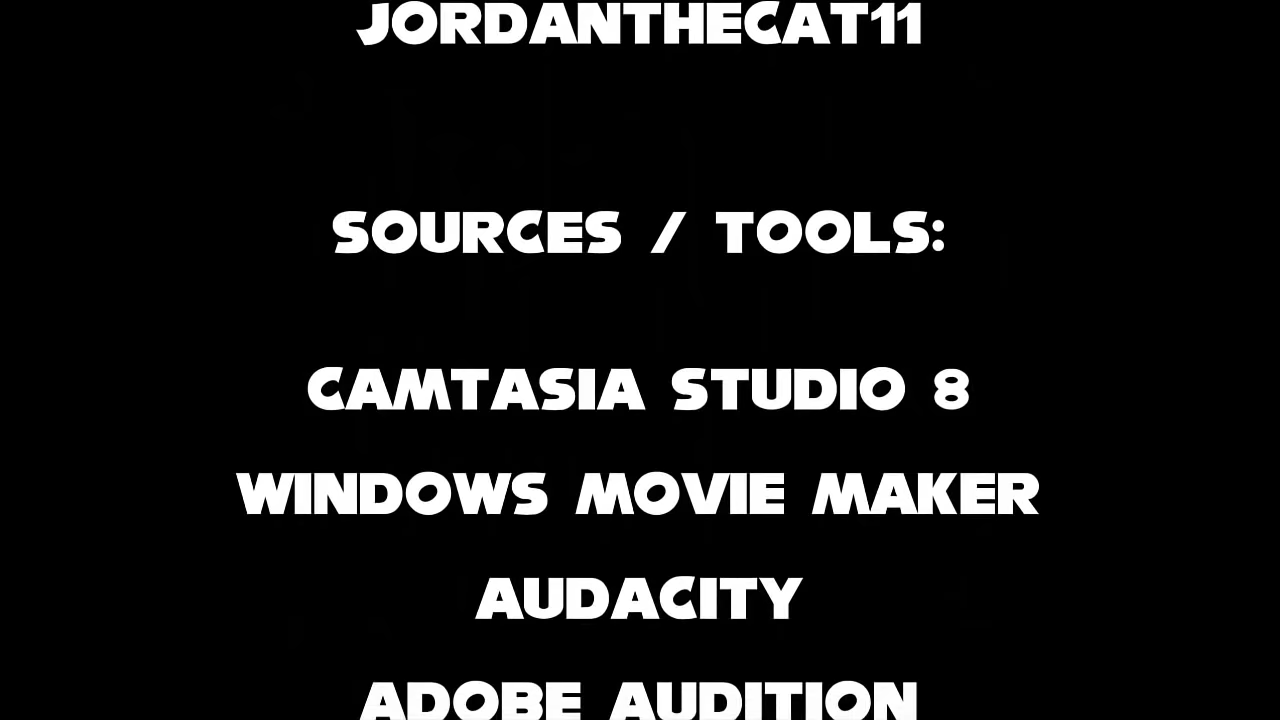 JORDANTHECAT11
SOURCES / TOOLS:
CAMTASIA STUDIO 8
WINDOWS MOVIE MAKER
AUDACITY
ADOBE AUDITION